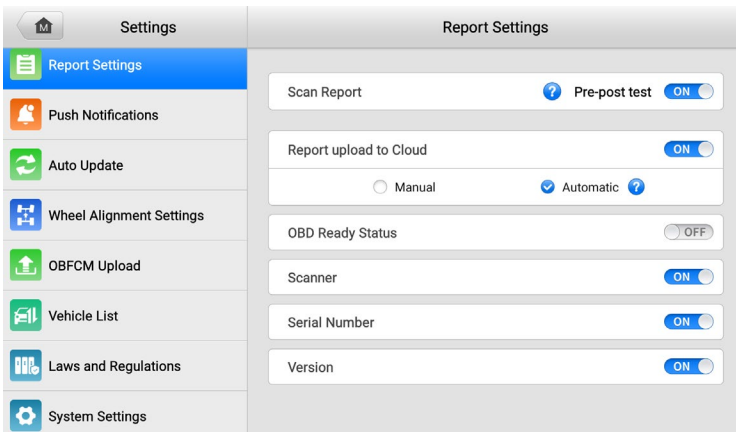 M Settings
Report Settings
Report Settings
Push Notifications
Auto Update
Wheel Alignment Settings
OBFCM Upload
Vehicle List
Laws and Regulations
System Settings
Scan Report ? Pre-post test ON
Report upload to Cloud ON
Manual Automatic ?
OBD Ready Status OFF
Scanner ON
Serial Number ON
Version ON